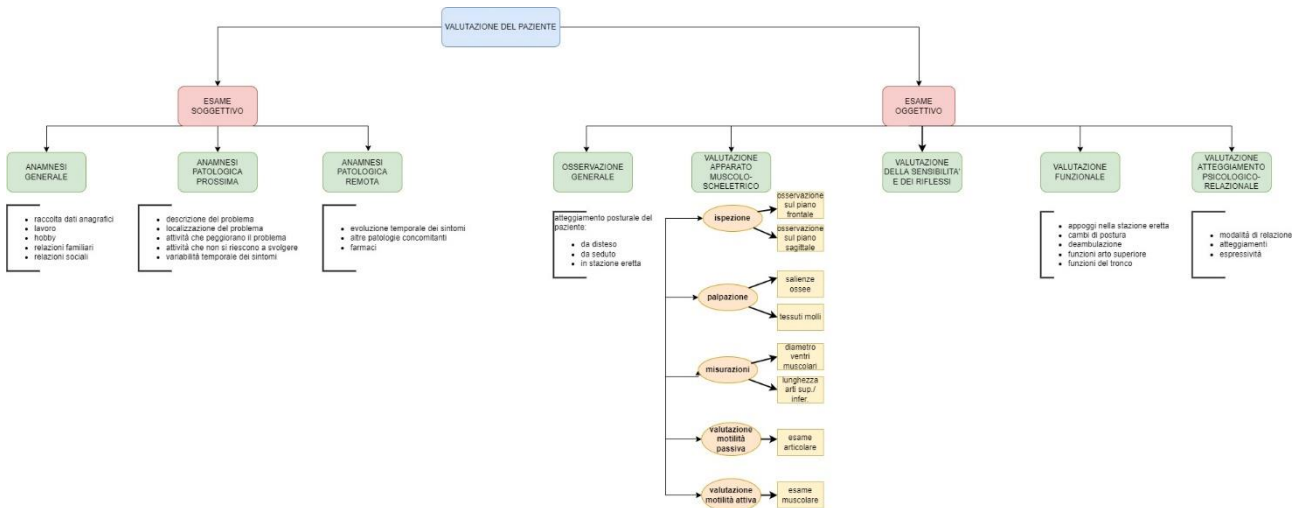 VALUTAZIONE DEL PAZIENTE
ESAME
SOGGETTIVO
ESAME
OGGETTIVO
ANAMNESI
GENERALE
ANAMNESI
PATOLOGICA
PROSSIMA
ANAMNESI
PATOLOGICA
REMOTA
OSSERVAZIONE
GENERALE
VALUTAZIONE
APPARATO
MUSCOLO-
SCHELETRICO
VALUTAZIONE
DELLA SENSIBILITA'
E DEI RIFLESSI
VALUTAZIONE
FUNZIONALE
VALUTAZIONE
ATTEGGIAMENTO
PSICOLOGICO-
RELAZIONALE
raccolta dati anagrafici
lavoro
hobby
relazioni familiari
relazioni sociali
descrizione del problema
localizzazione del problema
attività che peggiorano il problema
attività che non si riescono a svolgere
variabilità temporale dei sintomi
evoluzione temporale dei sintomi
altre patologie concomitanti
farmaci
atteggiamento posturale del
paziente:
da disteso
da seduto
in stazione eretta
ispezione
osservazione
sul piano
frontale
osservazione
sul piano
sagittale
palpazione
salienze
ossee
tessuti molli
misurazioni
diametro
ventri
muscolari
lunghezza
arti sup./
infer.
valutazione
motilità
passiva
esame
articolare
valutazione
motilità attiva
esame
muscolare
appoggi nella stazione eretta
cambi di postura
deambulazione
funzioni arto superiore
funzioni del tronco
modalità di relazione
atteggiamenti
espressività